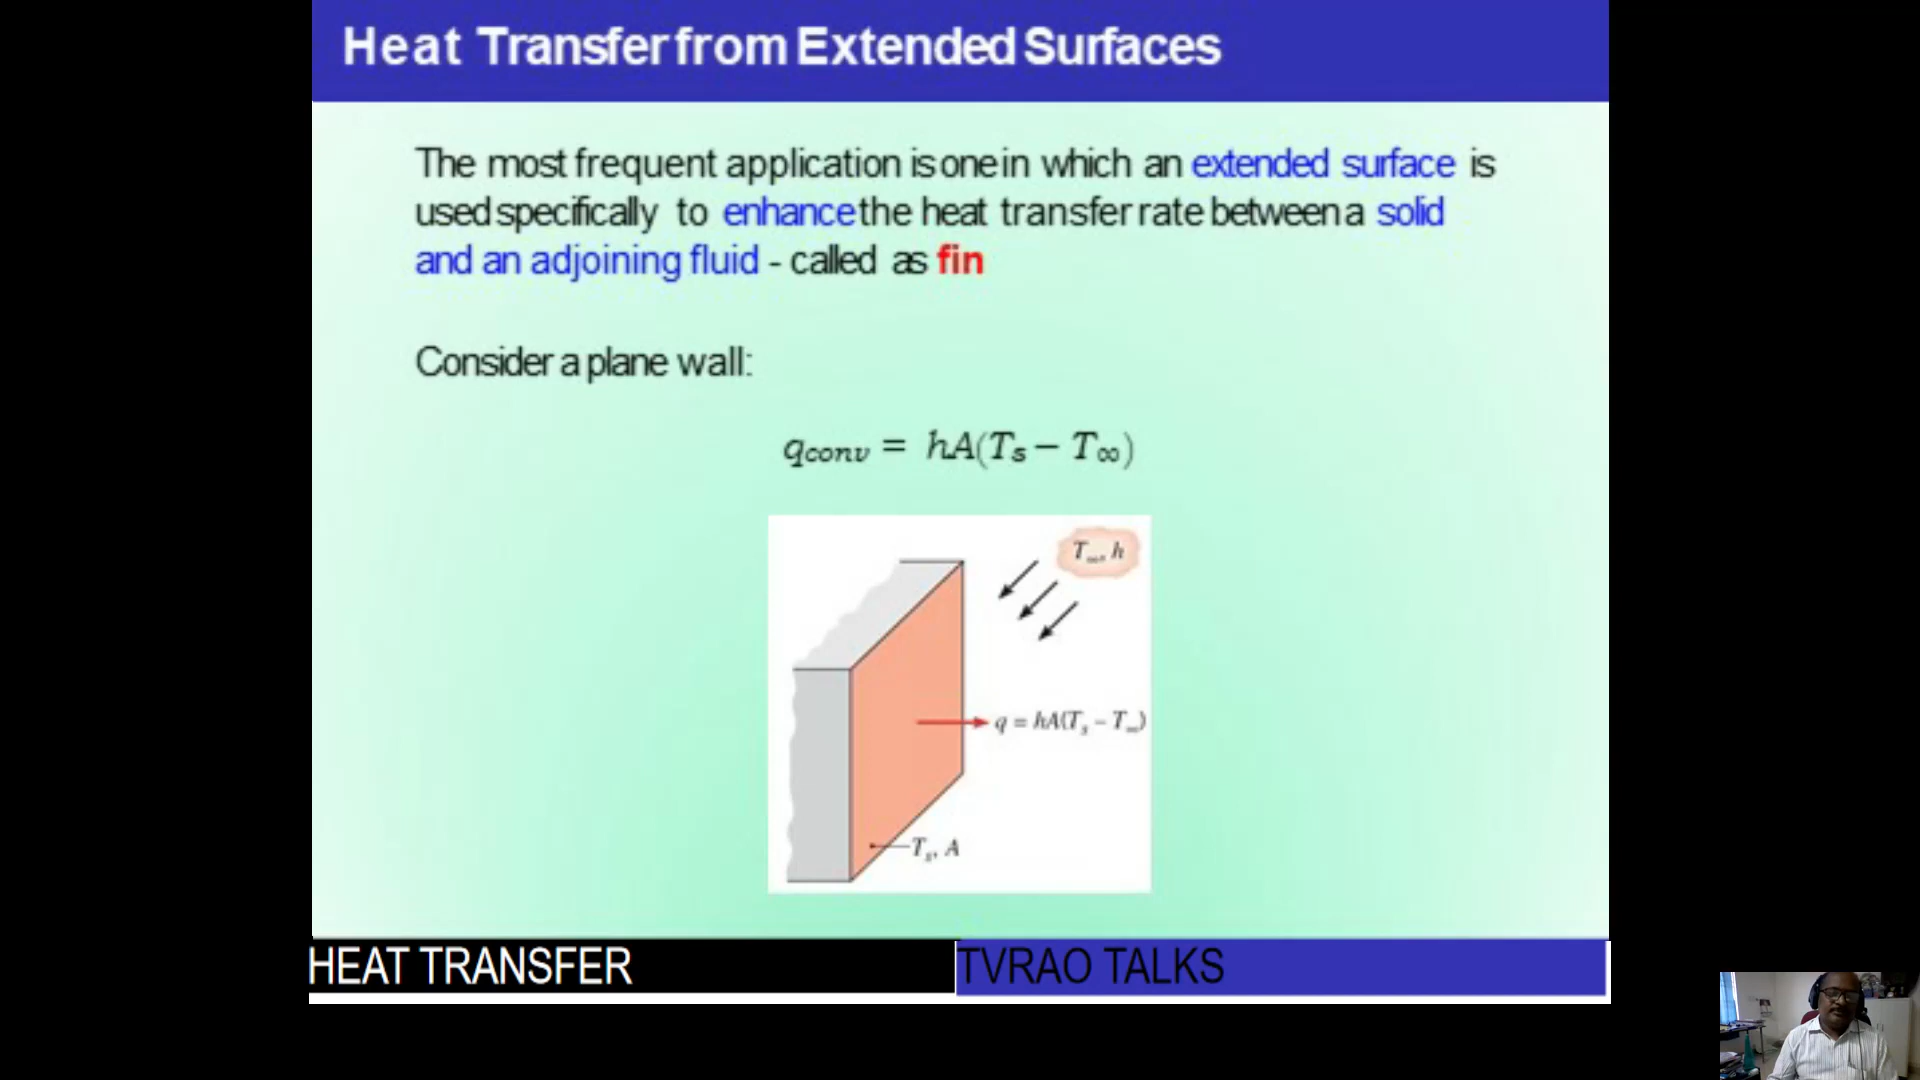 Heat Transfer from Extended Surfaces
The most frequent application is one in which an extended surface is
used specifically to enhance the heat transfer rate between a solid
and an adjoining fluid - called as fin
Consider a plane wall:
qconv = hA(Ts − T∞)
T∞, h
q = hA(Ts − T∞)
Ts, A
HEAT TRANSFER
TVRAO TALKS